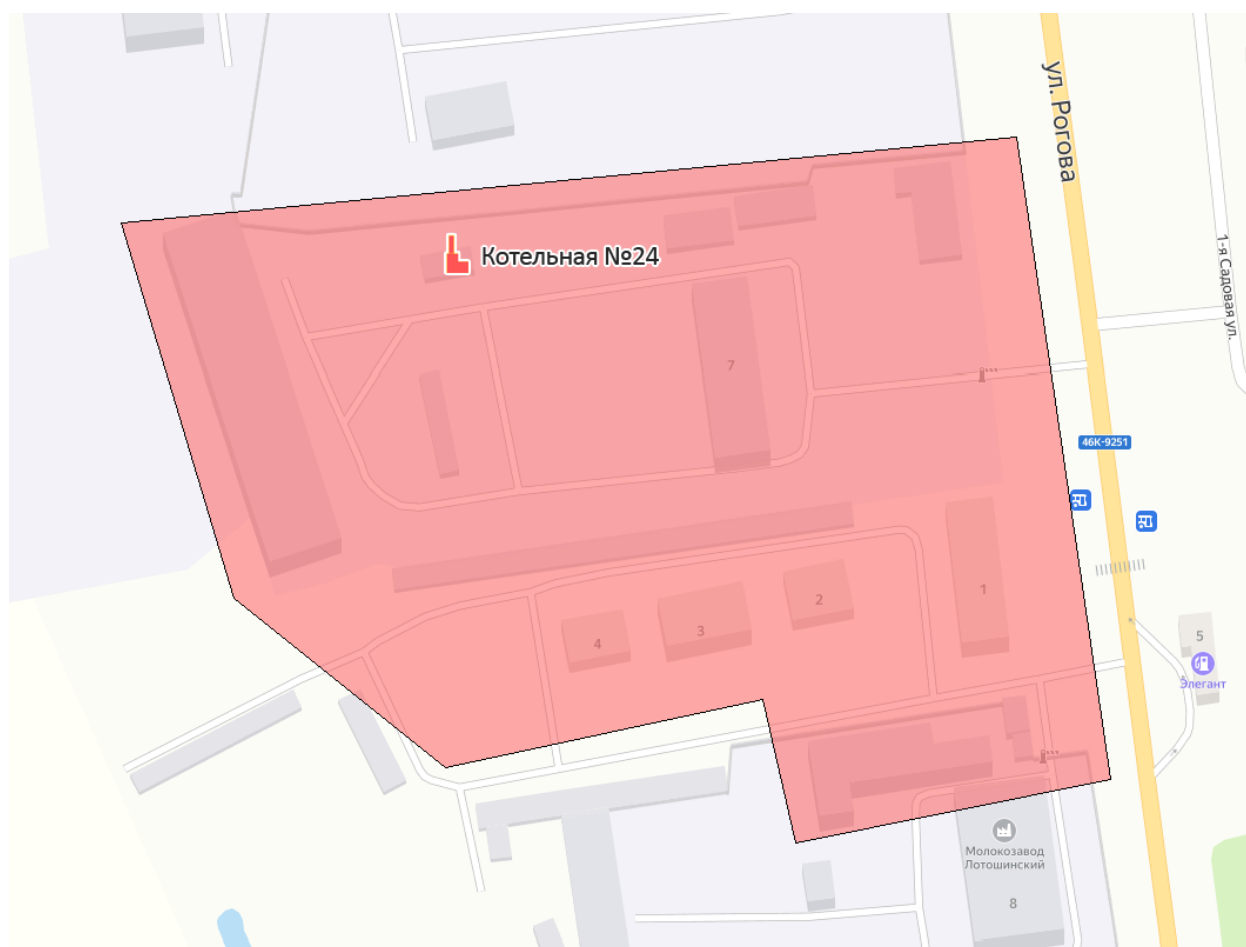 ул. Рогова
1-я Садовая ул.
Котельная №24
7
46К-9251
1
2
3
4
5
Элегант
Молокозавод
Лотошинский
8